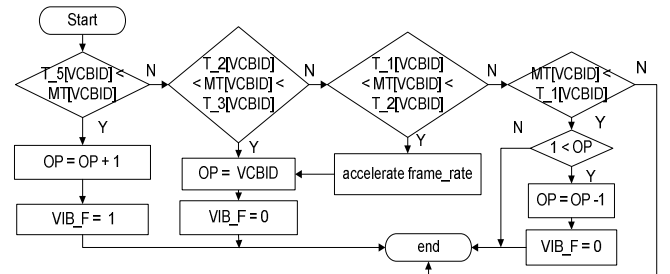 Start
T_5[VCBID] <
MT[VCBID]
N
Y
T_2[VCBID]
< MT[VCBID] <
T_3[VCBID]
N
Y
T_1[VCBID]
< MT[VCBID] <
T_2[VCBID]
N
Y
MT[VCBID] <
T_1[VCBID]
N
Y
N
1 < OP
Y
OP = OP + 1
OP = VCBID
accelerate frame_rate
OP = OP -1
VIB_F = 1
VIB_F = 0
end
VIB_F = 0